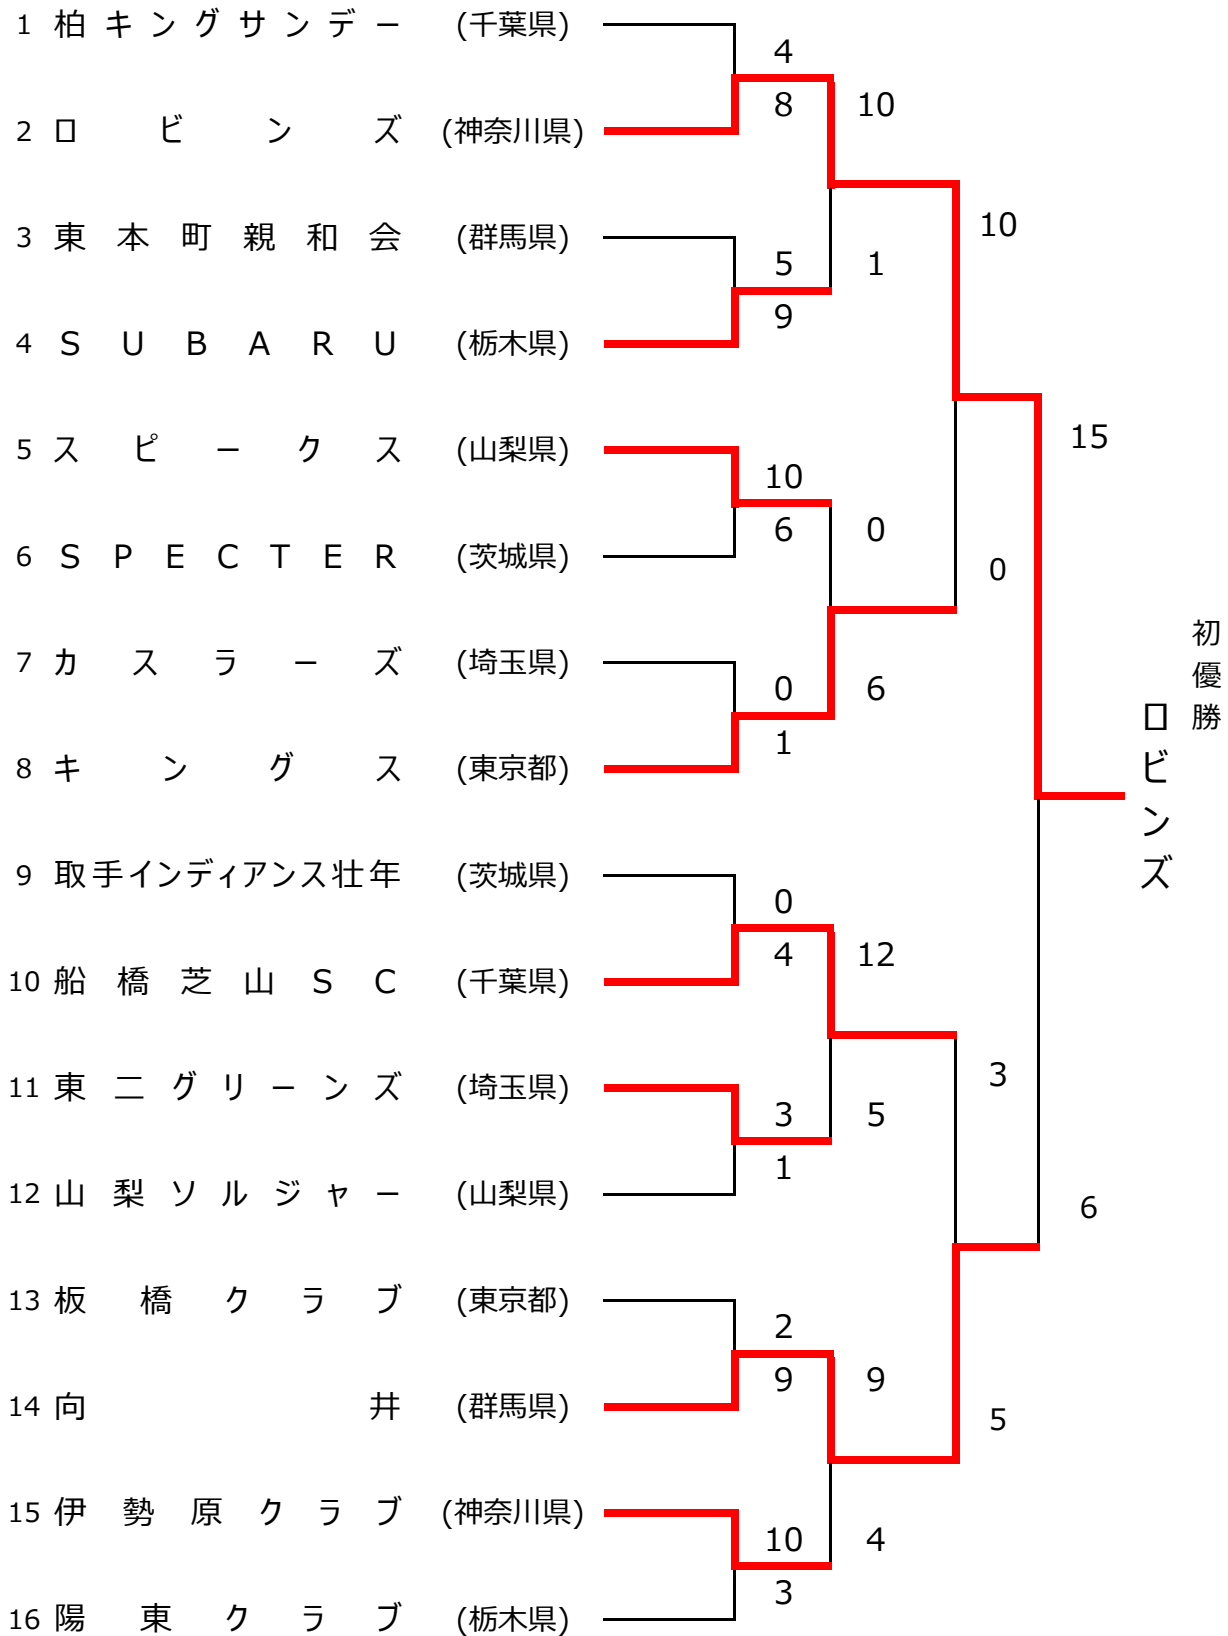 1 柏キングサンデー (千葉県)
4
8
10
2 ロビンズ (神奈川県)
3 東本町親和会 (群馬県)
10
5
1
9
4 SUBARU (栃木県)
15
5 スピークス (山梨県)
10
6
0
6 SPECTER (茨城県)
0
初優勝
7 カスラーズ (埼玉県)
0
6
1
ロビンズ
8 キングス (東京都)
9 取手インディアンス壮年 (茨城県)
0
4
12
10 船橋芝山SC (千葉県)
3
11 東二グリーンズ (埼玉県)
3
5
1
12 山梨ソルジャー (山梨県)
6
13 板橋クラブ (東京都)
2
9
9
14 向井 (群馬県)
5
15 伊勢原クラブ (神奈川県)
10
4
3
16 陽東クラブ (栃木県)